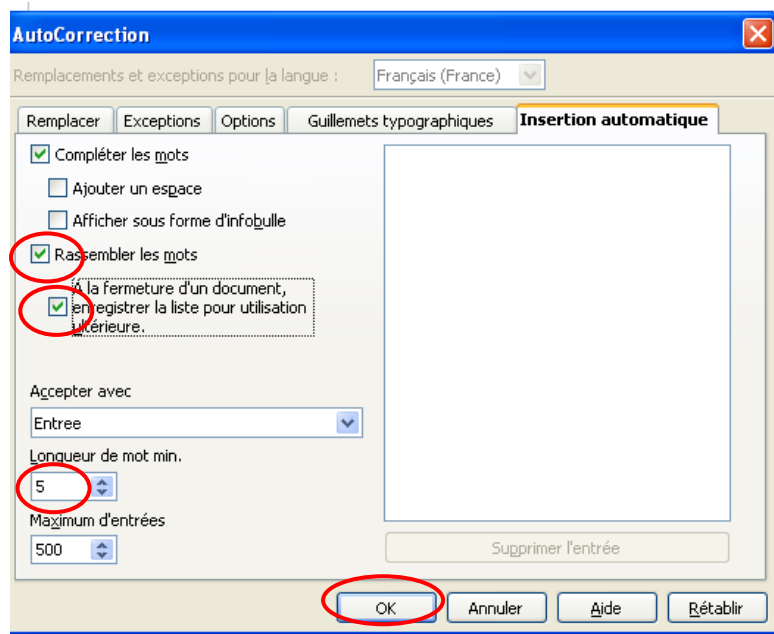 AutoCorrection
Remplacements et exceptions pour la langue : Français (France)
Remplacer Exceptions Options Guillemets typographiques Insertion automatique
Compléter les mots
Ajouter un espace
Afficher sous forme d'infobulle
Rassembler les mots
À la fermeture d'un document,
enregistrer la liste pour utilisation
ultérieure.
Accepter avec
Entree
Longueur de mot min.
5
Maximum d'entrées
500
Supprimer l'entrée
OK Annuler Aide Rétablir